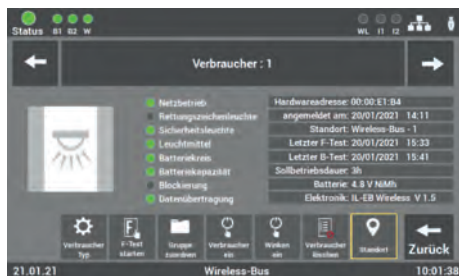 Status B1 B2 W WL I1 I2
Verbraucher : 1
Netzbetrieb
Rettungszeichenleuchte
Sicherheitsleuchte
Leuchtmittel
Batteriekreis
Batteriekapazität
Blockierung
Datenübertragung
Hardwareadresse: 00:00:E1:B4
angemeldet am: 20/01/2021 14:11
Standort: Wireless-Bus - 1
Letzter F-Test: 20/01/2021 15:33
Letzter B-Test: 20/01/2021 15:41
Sollbetriebsdauer: 3h
Batterie: 4.8 V NiMh
Elektronik: IL-EB Wireless V 1.5
Verbraucher
Typ
F-Test
starten
Gruppe
zuordnen
Verbraucher
ein
Winken
ein
Verbraucher
löschen
Standort
Zurück
21.01.21 Wireless-Bus 10:01:38